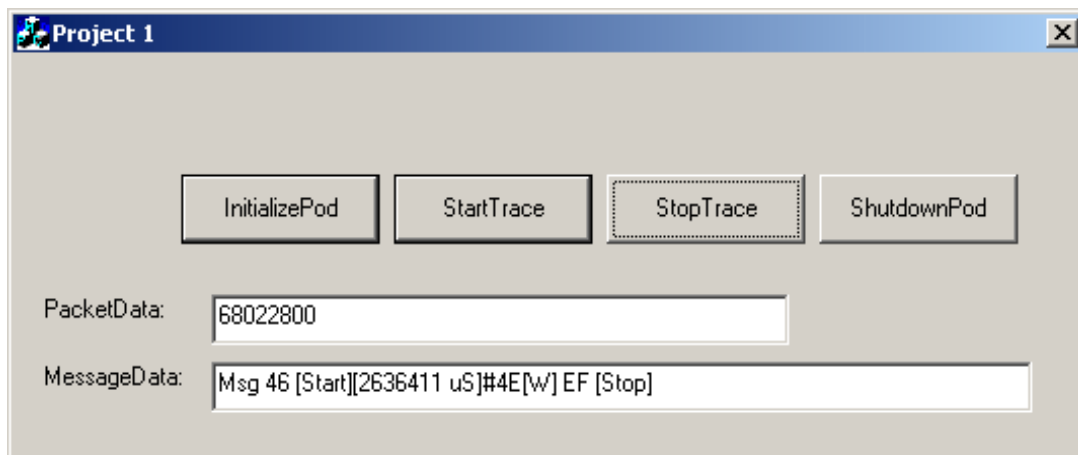 Project 1
InitializePod StartTrace StopTrace ShutdownPod
PacketData: 68022800
MessageData: Msg 46 [Start][2636411 uS]#4E[W] EF [Stop]